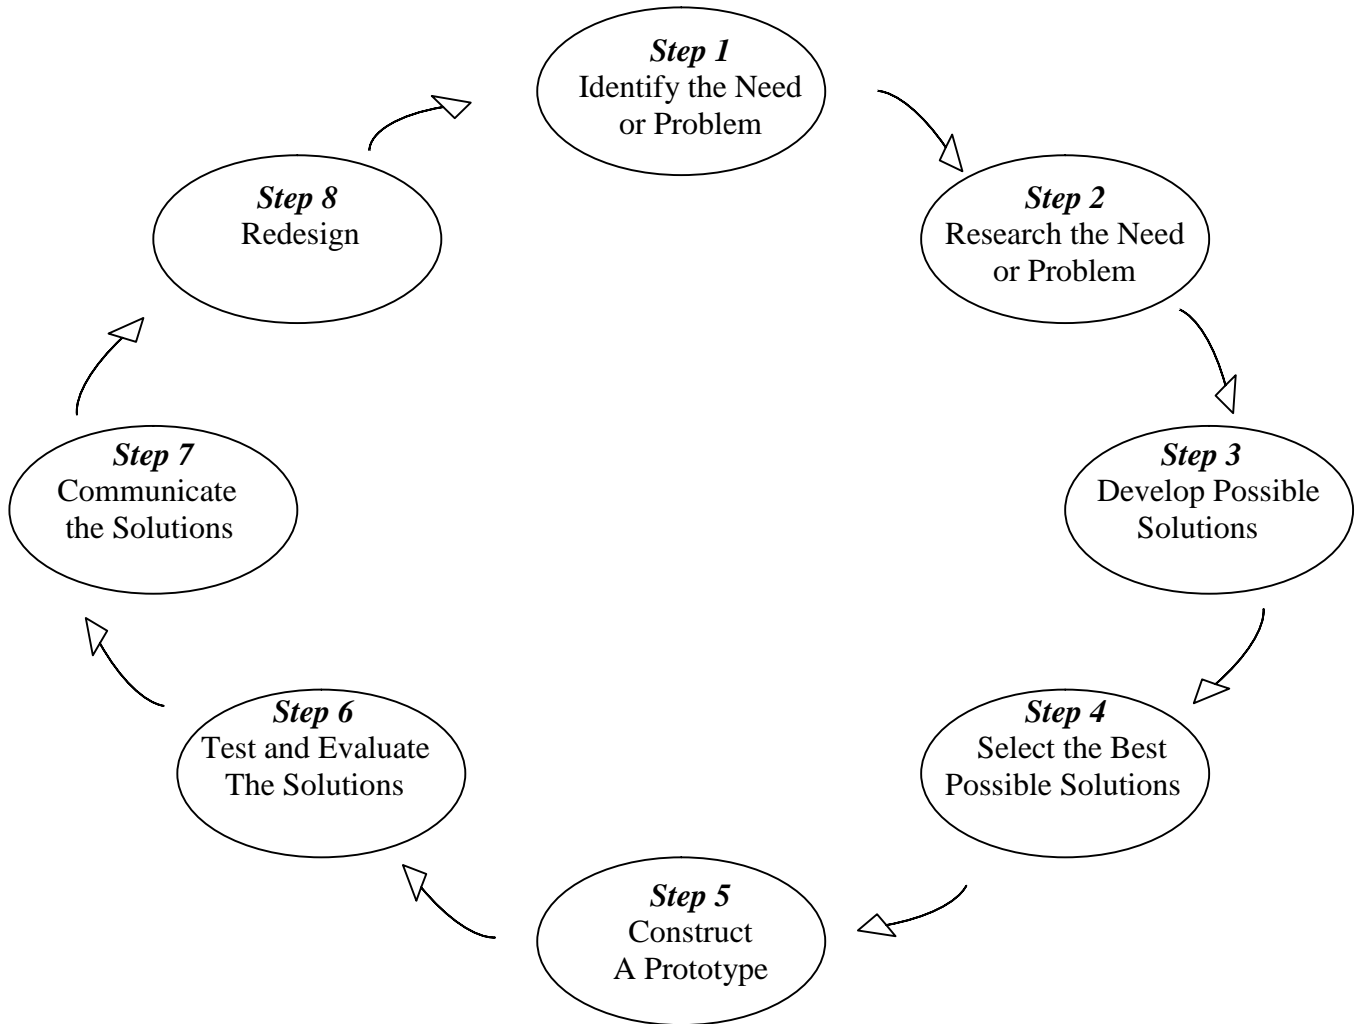 Step 1
Identify the Need
or Problem
Step 2
Research the Need
or Problem
Step 3
Develop Possible
Solutions
Step 4
Select the Best
Possible Solutions
Step 5
Construct
A Prototype
Step 6
Test and Evaluate
The Solutions
Step 7
Communicate
the Solutions
Step 8
Redesign